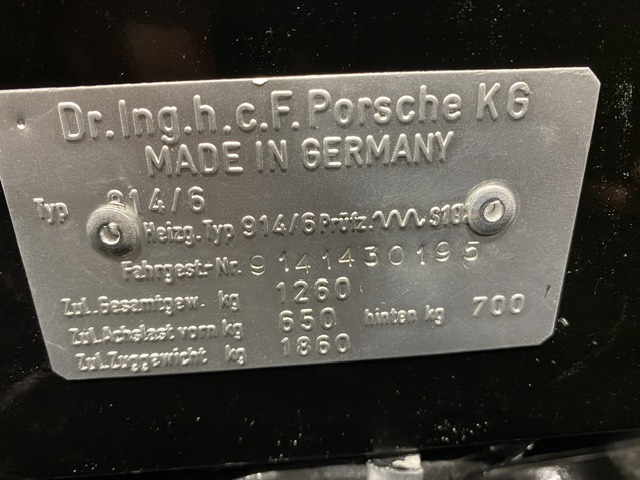 Dr.Ing.h.c.F.Porsche KG
MADE IN GERMANY
Typ 914/6
Heizg.Typ 914/6 Prüfz.
Fahrgest-Nr. 9141430195
Zul.Gesamtgew. kg 1260
Zul.Achslast vorn kg 650 hinten kg 700
Zul.Zuggewicht kg 1860